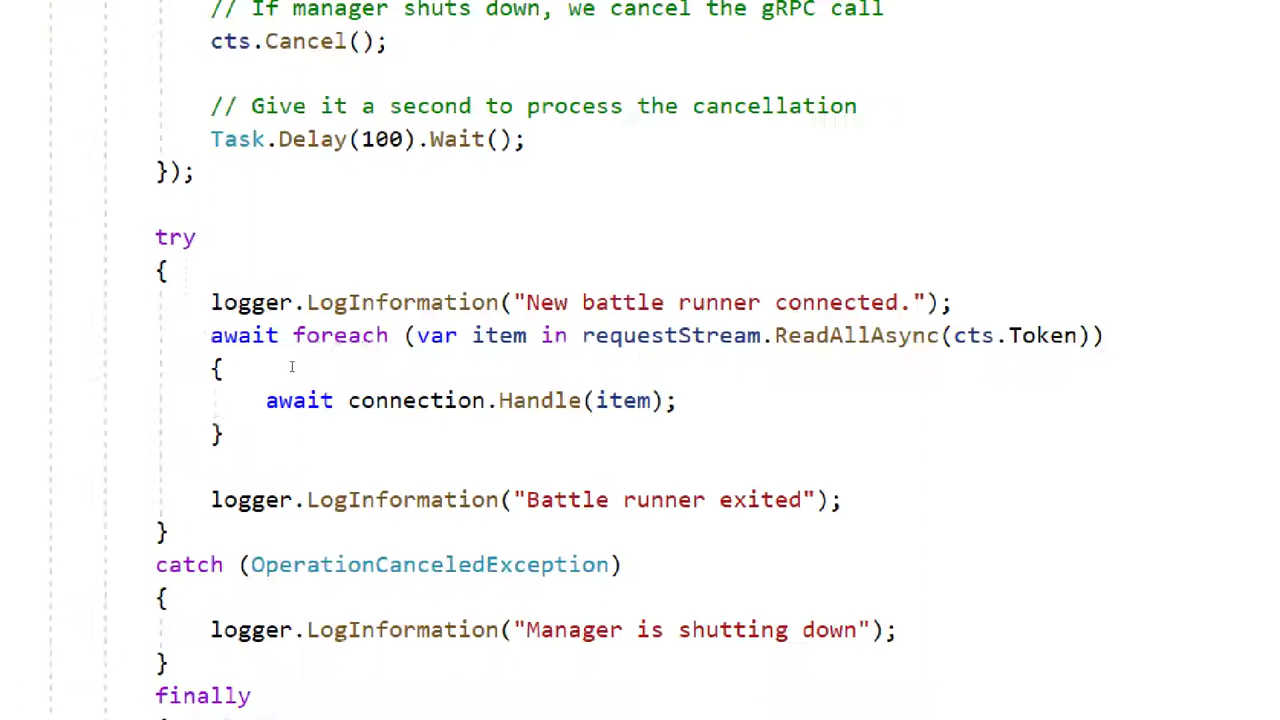 // If manager shuts down, we cancel the gRPC call
cts.Cancel();
// Give it a second to process the cancellation
Task.Delay(100).Wait();
});
try
{
logger.LogInformation("New battle runner connected.");
await foreach (var item in requestStream.ReadAllAsync(cts.Token))
{
await connection.Handle(item);
}
logger.LogInformation("Battle runner exited");
}
catch (OperationCanceledException)
{
logger.LogInformation("Manager is shutting down");
}
finally
{